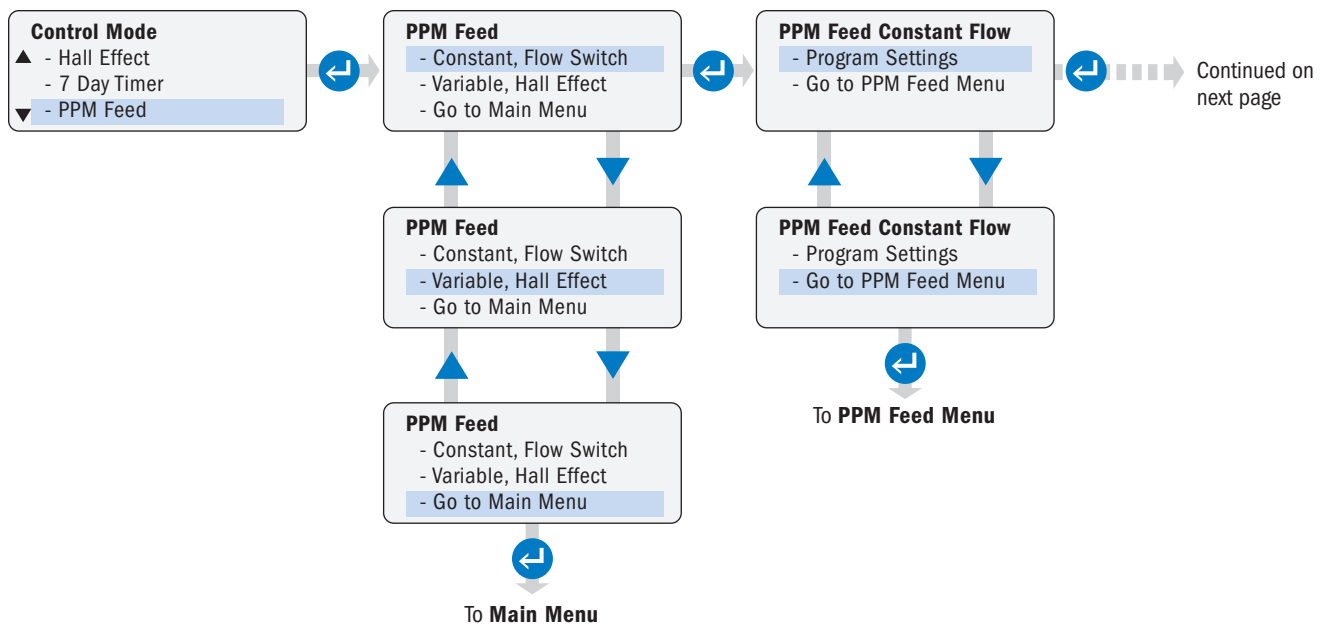 Control Mode
- Hall Effect
- 7 Day Timer
- PPM Feed
PPM Feed
- Constant, Flow Switch
- Variable, Hall Effect
- Go to Main Menu
PPM Feed Constant Flow
- Program Settings
- Go to PPM Feed Menu
Continued on
next page
PPM Feed
- Constant, Flow Switch
- Variable, Hall Effect
- Go to Main Menu
PPM Feed Constant Flow
- Program Settings
- Go to PPM Feed Menu
To PPM Feed Menu
PPM Feed
- Constant, Flow Switch
- Variable, Hall Effect
- Go to Main Menu
To Main Menu